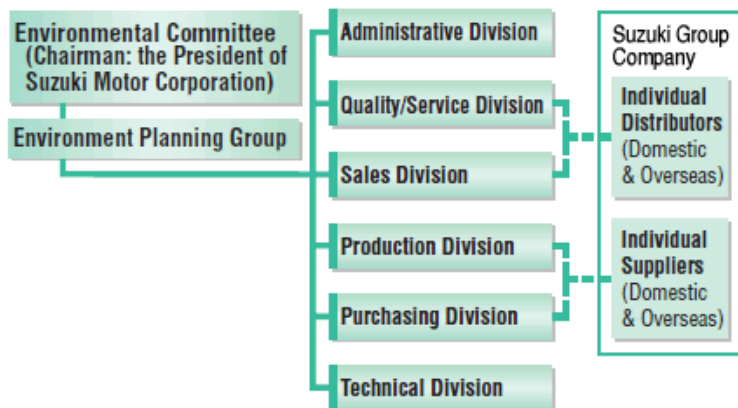 Environmental Committee
(Chairman: the President of
Suzuki Motor Corporation)
Environment Planning Group
Administrative Division
Quality/Service Division
Sales Division
Production Division
Purchasing Division
Technical Division
Suzuki Group
Company
Individual
Distributors
(Domestic
& Overseas)
Individual
Suppliers
(Domestic
& Overseas)